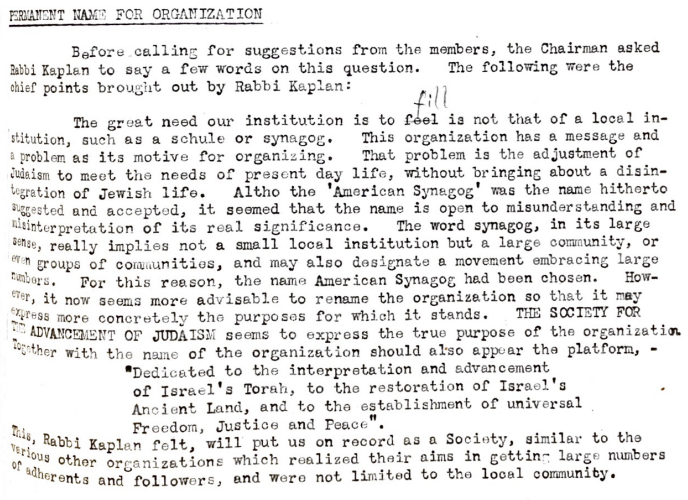 PERMANENT NAME FOR ORGANIZATION
Before calling for suggestions from the members, the Chairman asked
Rabbi Kaplan to say a few words on this question. The following were the
chief points brought out by Rabbi Kaplan:
fill
The great need our institution is to feel is not that of a local in-
stitution, such as a schule or synagog. This organization has a message and
a problem as its motive for organizing. That problem is the adjustment of
Judaism to meet the needs of present day life, without bringing about a disin-
tegration of Jewish life. Altho the 'American Synagog' was the name hitherto
suggested and accepted, it seemed that the name is open to misunderstanding and
misinterpretation of its real significance. The word synagog, in its large
sense, really implies not a small local institution but a large community, or
even groups of communities, and may also designate a movement embracing large
numbers. For this reason, the name American Synagog had been chosen. How-
ever, it now seems more advisable to rename the organization so that it may
express more concretely the purposes for which it stands. THE SOCIETY FOR
THE ADVANCEMENT OF JUDAISM seems to express the true purpose of the organization.
Together with the name of the organization should also appear the platform, -
"Dedicated to the interpretation and advancement
of Israel's Torah, to the restoration of Israel's
Ancient Land, and to the establishment of universal
Freedom, Justice and Peace".
This, Rabbi Kaplan felt, will put us on record as a Society, similar to the
various other organizations which realized their aims in getting large numbers
of adherents and followers, and were not limited to the local community.